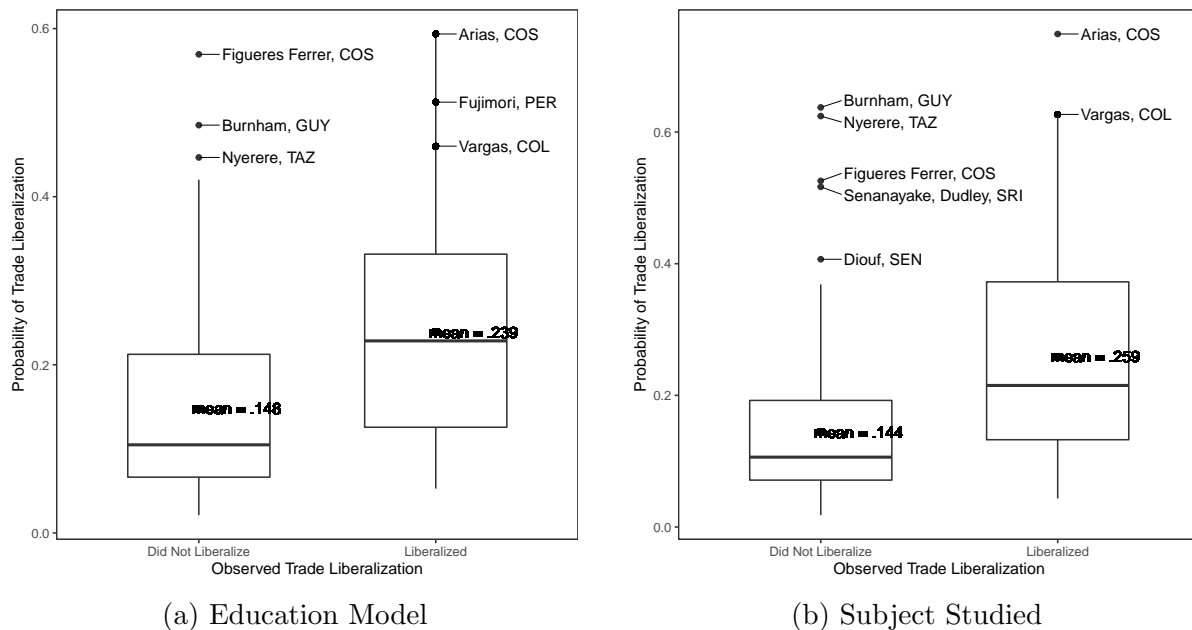 0.6
0.4
0.2
0.0
Probability of Trade Liberalization
Figueres Ferrer, COS
Burnham, GUY
Nyerere, TAZ
mean = .148
Arias, COS
Fujimori, PER
Vargas, COL
mean = .239
Did Not Liberalize
Liberalized
Observed Trade Liberalization
(a) Education Model
0.6
0.4
0.2
0.0
Probability of Trade Liberalization
Burnham, GUY
Nyerere, TAZ
Figueres Ferrer, COS
Senanayake, Dudley, SRI
Diouf, SEN
mean = .144
Arias, COS
Vargas, COL
mean = .259
Did Not Liberalize
Liberalized
Observed Trade Liberalization
(b) Subject Studied